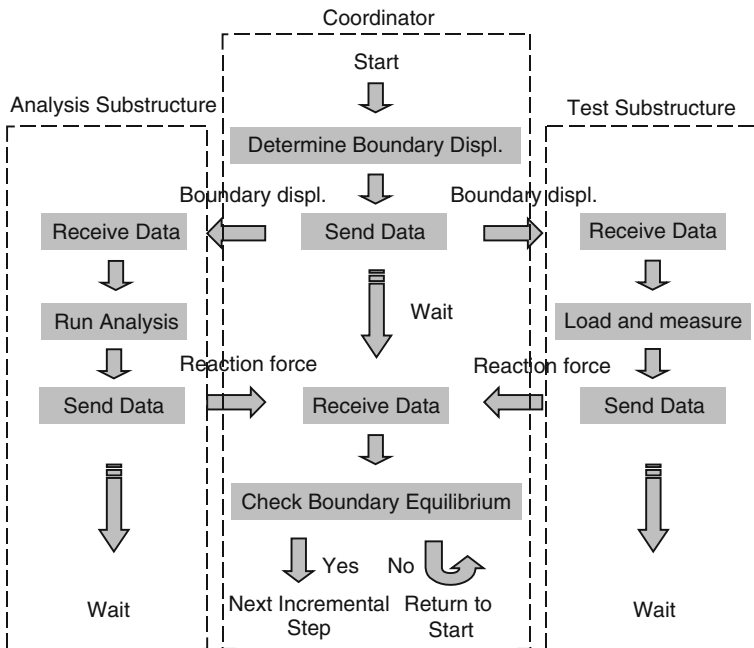 Coordinator
Start
Analysis Substructure
Test Substructure
Determine Boundary Displ.
Boundary displ.
Boundary displ.
Receive Data
Send Data
Receive Data
Run Analysis
Wait
Load and measure
Reaction force
Reaction force
Send Data
Receive Data
Send Data
Check Boundary Equilibrium
Yes
No
Wait
Next Incremental
Step
Return to
Start
Wait